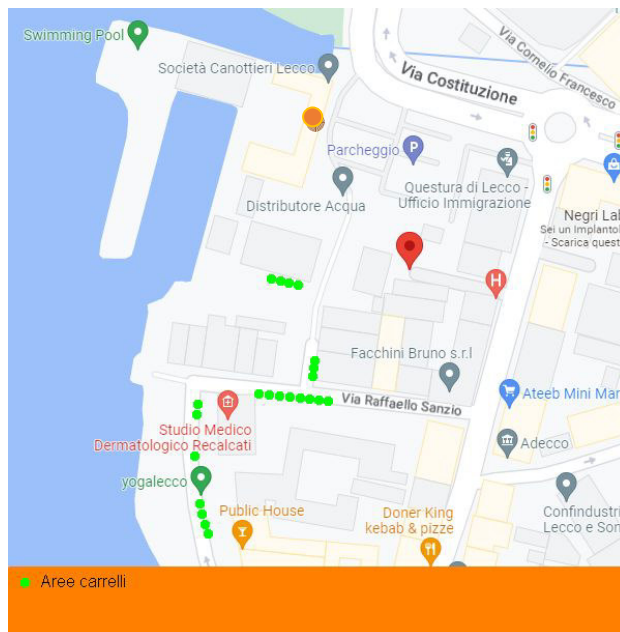 Swimming Pool
Via Cornelio Francesco
Società Canottieri Lecco
Via Costituzione
Parcheggio
P
Questura di Lecco -
Ufficio Immigrazione
Distributore Acqua
Negri Lab
Sei un Implantol
- Scarica quest
H
Facchini Bruno s.r.l
Via Raffaello Sanzio
Ateeb Mini Mar
Studio Medico
Dermatologico Recalcati
Adecco
yogalecco
Public House
Doner King
kebab & pizze
Confindustri
Lecco e Son
Aree carrelli